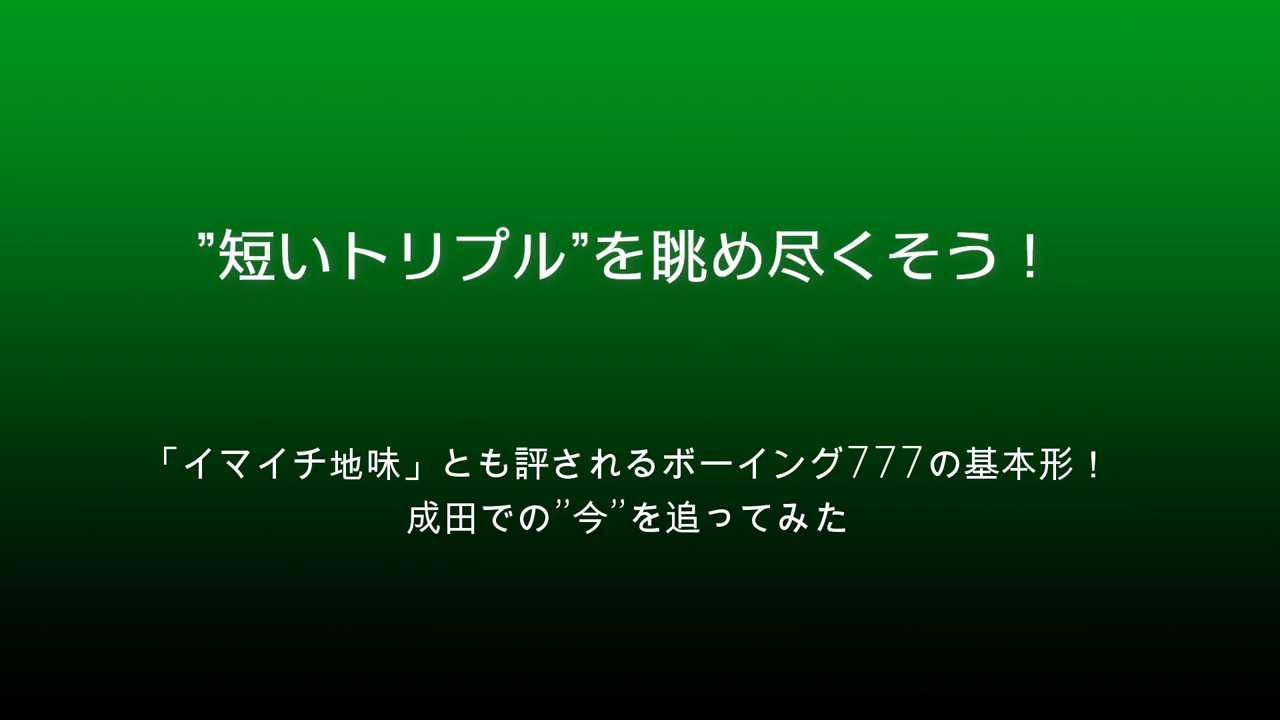 ”短いトリプル”を眺め尽くそう！
「イマイチ地味」とも評されるボーイング777の基本形！
成田での”今”を追ってみた